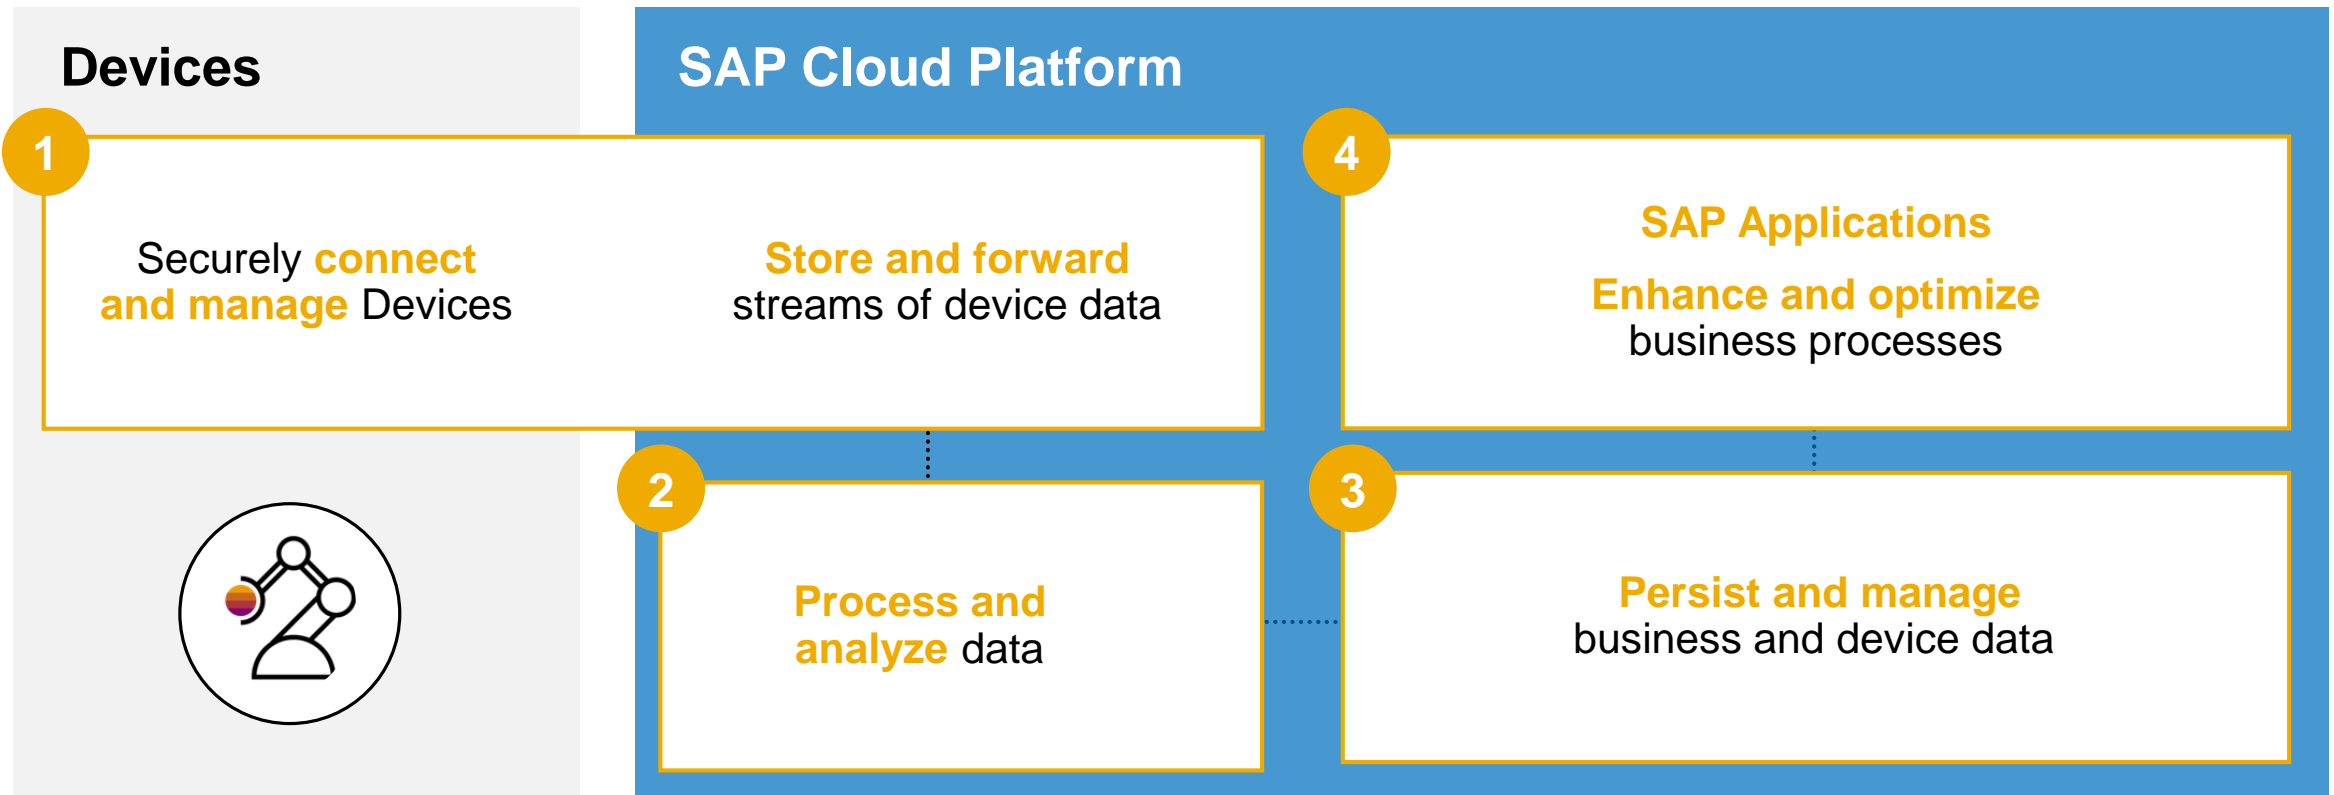 Devices
SAP Cloud Platform
1
Securely connect
and manage Devices
Store and forward
streams of device data
4
SAP Applications
Enhance and optimize
business processes
2
Process and
analyze data
3
Persist and manage
business and device data